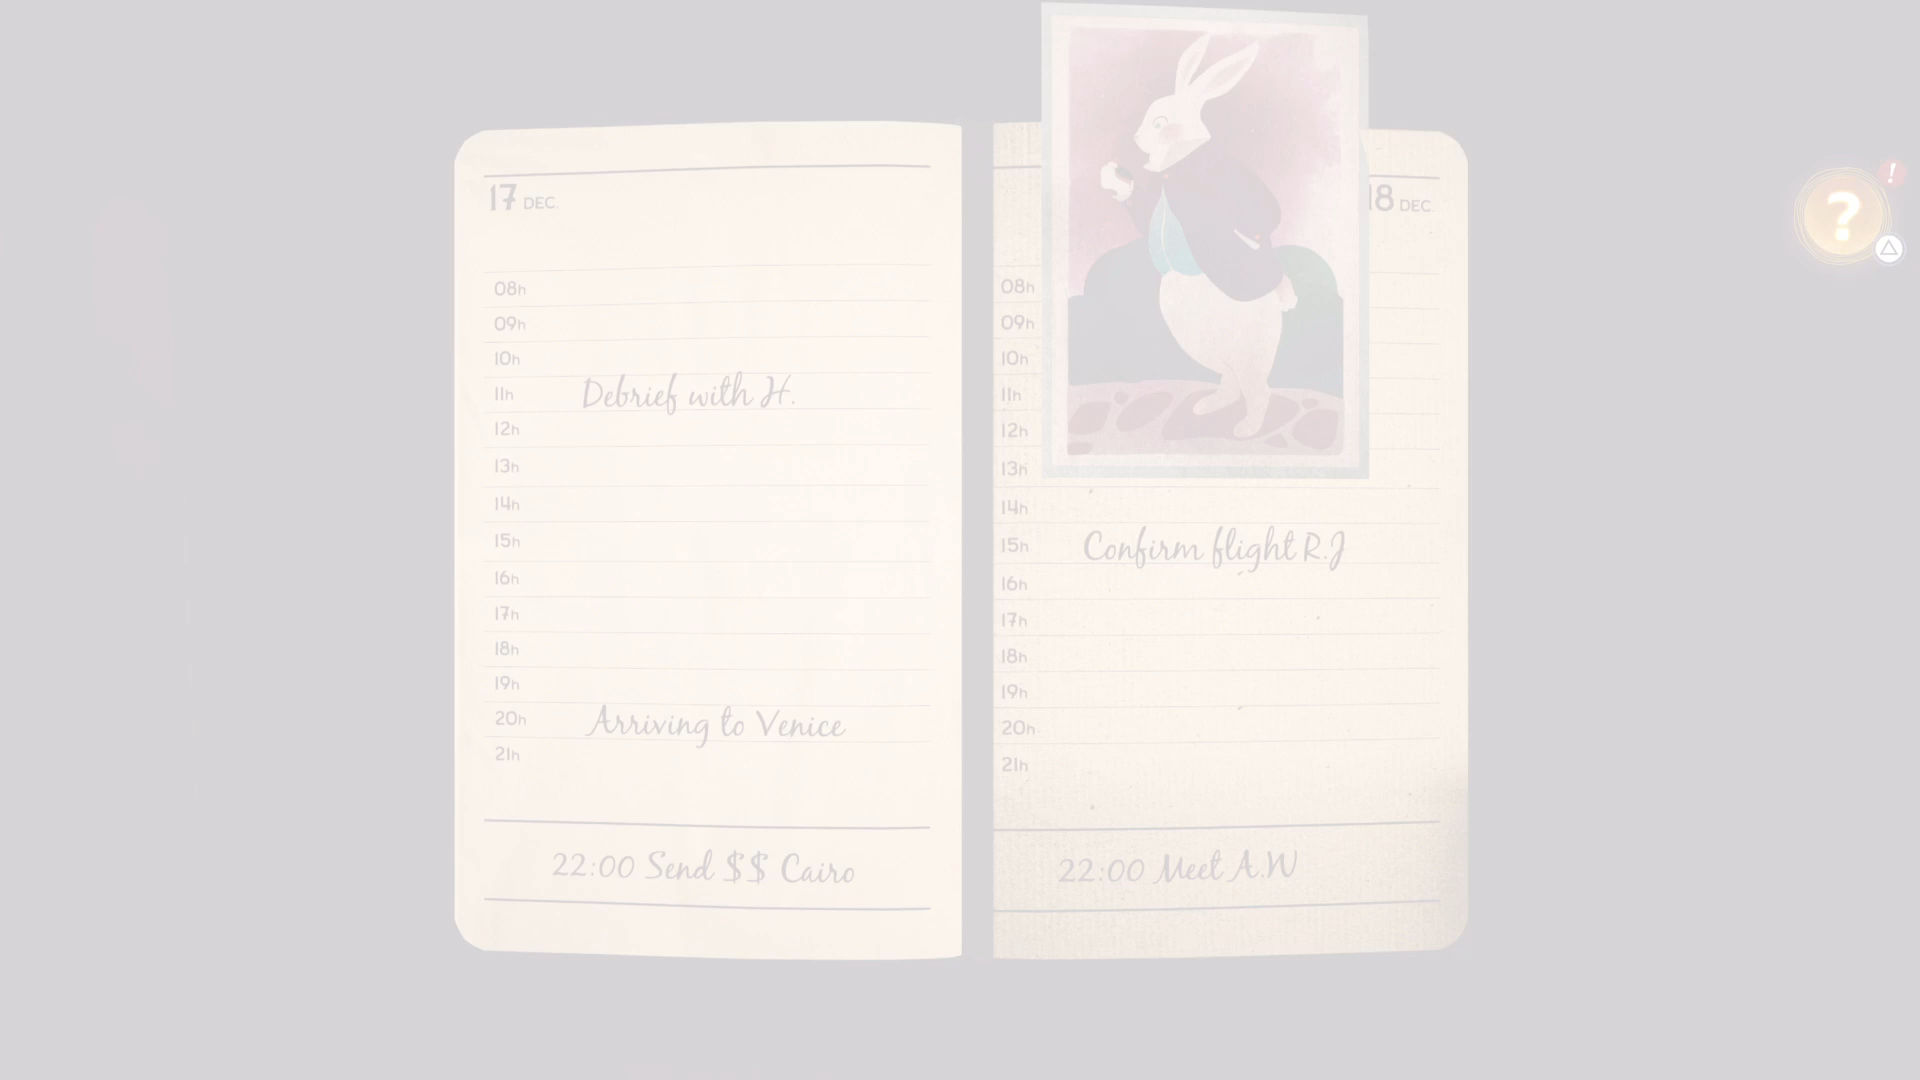 17 DEC.
08h
09h
10h
11h Debrief with H.
12h
13h
14h
15h
16h
17h
18h
19h
20h Arriving to Venice
21h
22:00 Send $$ Cairo
18 DEC.
08h
09h
10h
11h
12h
13h
14h
15h Confirm flight R.J
16h
17h
18h
19h
20h
21h
22:00 Meet A.W
?
!